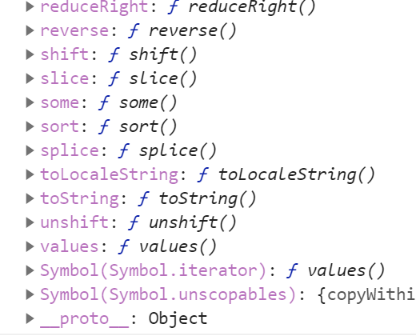 ▶ reduceRight: ƒ reduceRight()
▶ reverse: ƒ reverse()
▶ shift: ƒ shift()
▶ slice: ƒ slice()
▶ some: ƒ some()
▶ sort: ƒ sort()
▶ splice: ƒ splice()
▶ toLocaleString: ƒ toLocaleString()
▶ toString: ƒ toString()
▶ unshift: ƒ unshift()
▶ values: ƒ values()
▶ Symbol(Symbol.iterator): ƒ values()
▶ Symbol(Symbol.unscopables): {copyWithi
▶ __proto__: Object